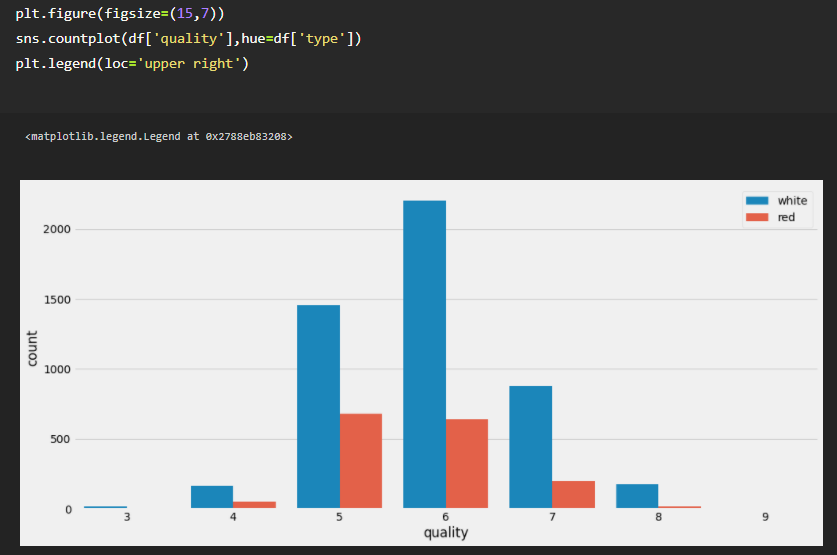 plt.figure(figsize=(15,7))
sns.countplot(df['quality'],hue=df['type'])
plt.legend(loc='upper right')
<matplotlib.legend.Legend at 0x2788eb83208>
white
red
2000
1500
1000
500
0
count
3 4 5 6 7 8 9
quality